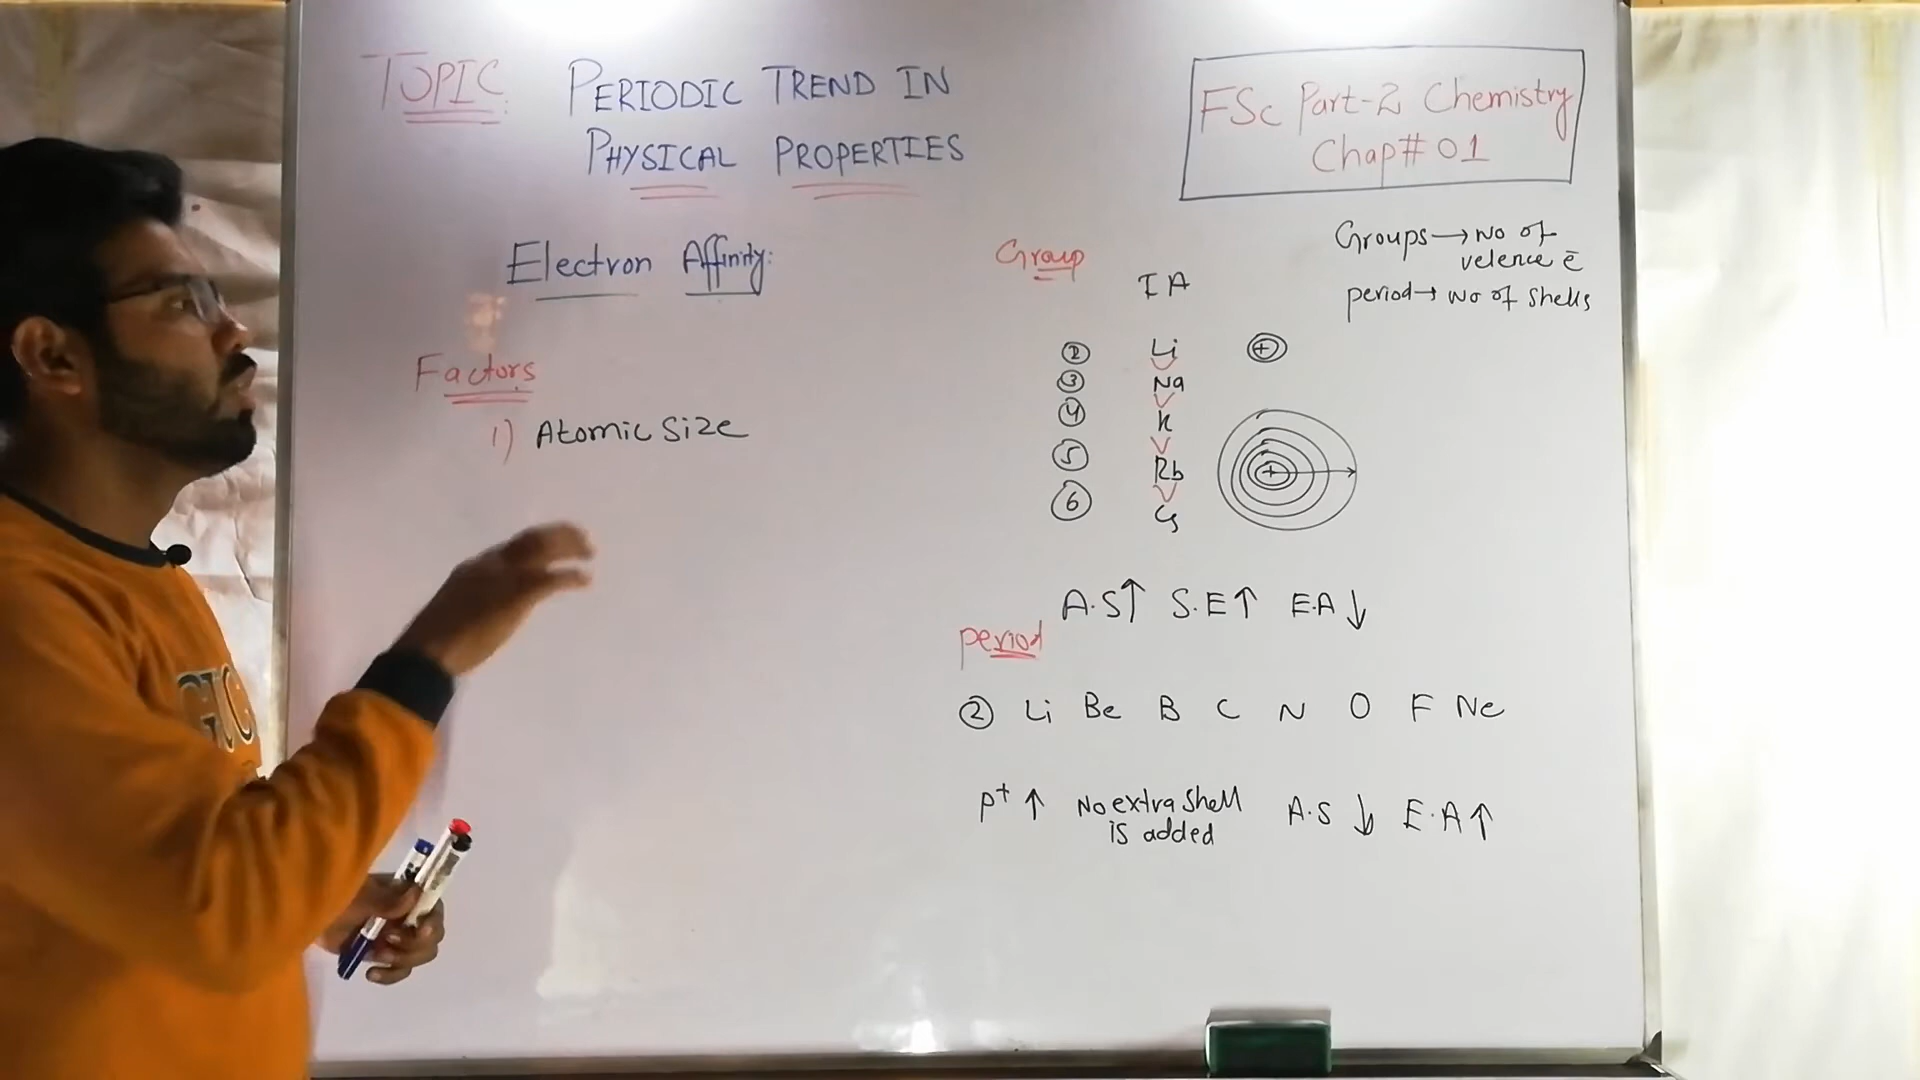 TOPIC: PERIODIC TREND IN
PHYSICAL PROPERTIES
FSc Part-2 Chemistry
Chap# 01
Electron Affinity:
Factors
1) Atomic Size
Group
I A
Groups → No of
velence ē
period → No of shells
② Li +
③ Na
④ K
⑤ Rb +
⑥ Cs
A.S↑ S.E↑ E.A↓
period
② Li Be B C N O F Ne
P+ ↑ No extra shell
is added
A.S ↓ E.A↑